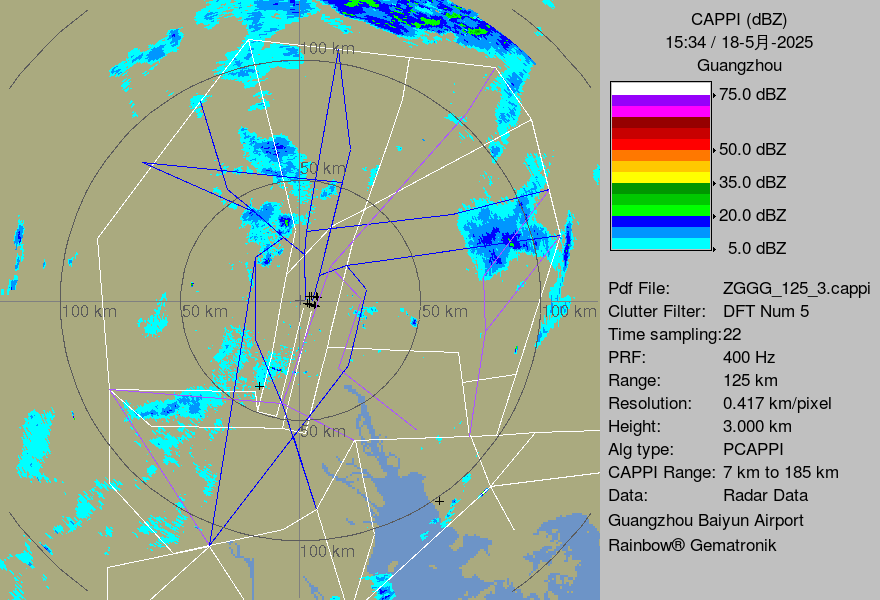 CAPPI (dBZ)
15:34 / 18-5月-2025
Guangzhou
75.0 dBZ
50.0 dBZ
35.0 dBZ
20.0 dBZ
5.0 dBZ
Pdf File: ZGGG_125_3.cappi
Clutter Filter: DFT Num 5
Time sampling:22
PRF: 400 Hz
Range: 125 km
Resolution: 0.417 km/pixel
Height: 3.000 km
Alg type: PCAPPI
CAPPI Range: 7 km to 185 km
Data: Radar Data
Guangzhou Baiyun Airport
Rainbow® Gematronik
100 km
50 km
100 km
50 km
50 km
100 km
50 km
100 km